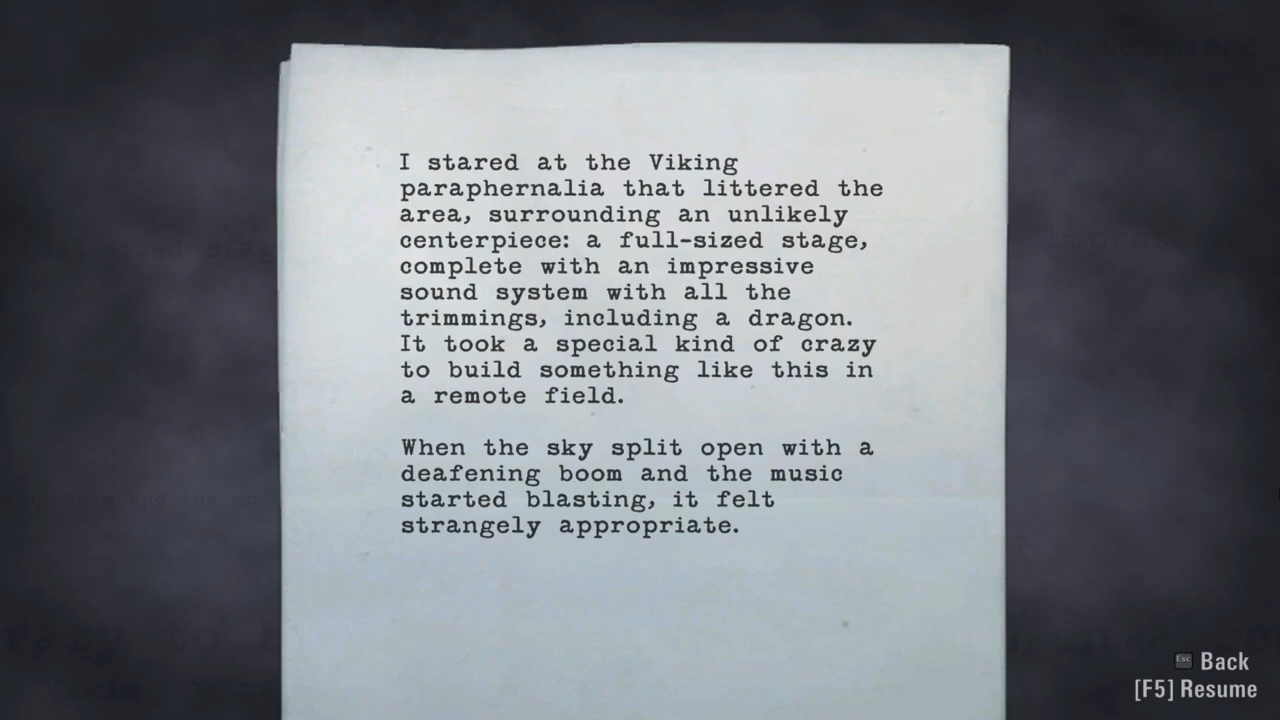 I stared at the Viking
paraphernalia that littered the
area, surrounding an unlikely
centerpiece: a full-sized stage,
complete with an impressive
sound system with all the
trimmings, including a dragon.
It took a special kind of crazy
to build something like this in
a remote field.
When the sky split open with a
deafening boom and the music
started blasting, it felt
strangely appropriate.
Esc Back
[F5] Resume